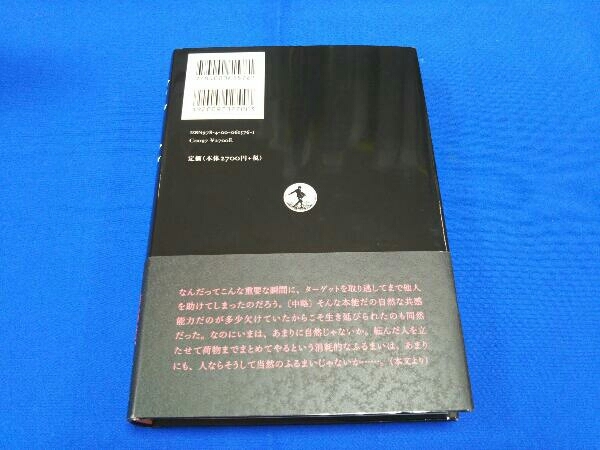 ISBN978-4-00-061576-1
C0097 ¥2700E
定価(本体2700円+税)
なんだってこんな重要な瞬間に、ターゲットを取り逃してまで他人
を助けてしまったのだろう。〔中略〕そんな本能だの自然な共感
能力だのが多少欠けていたからこそ生き延びられたのも同然
だった。なのにいまは、あまりに自然じゃないか。転んだ人を立
たせて荷物までまとめてやるという消耗的なふるまいは、あまり
にも、人ならそうして当然のふるまいじゃないか……。(本文より)